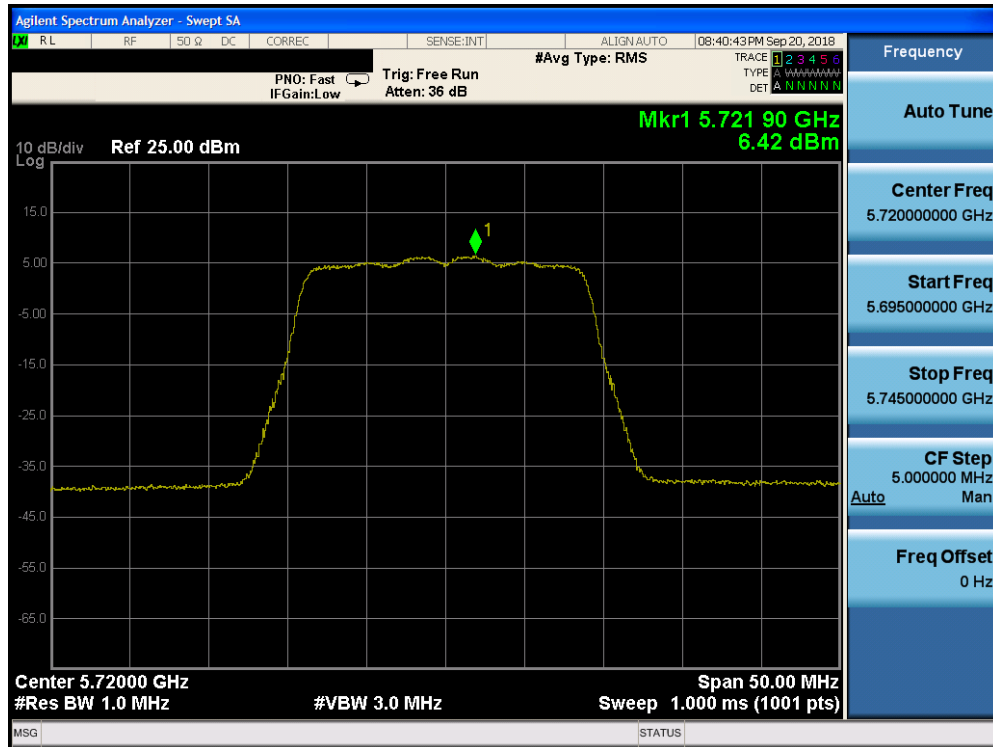 Agilent Spectrum Analyzer - Swept SA
LXI RL RF 50 Ω DC CORREC SENSE:INT ALIGN AUTO 08:40:43 PM Sep 20, 2018
Frequency
PNO: Fast Trig: Free Run #Avg Type: RMS TRACE 1 2 3 4 5 6
IFGain:Low Atten: 36 dB TYPE A WWWWW
DET A N N N N N
Auto Tune
Mkr1 5.721 90 GHz
6.42 dBm
10 dB/div Ref 25.00 dBm
Log
15.0
5.00
-5.00
-15.0
-25.0
-35.0
-45.0
-55.0
-65.0
1
Center Freq
5.720000000 GHz
Start Freq
5.695000000 GHz
Stop Freq
5.745000000 GHz
CF Step
5.000000 MHz
Auto Man
Freq Offset
0 Hz
Center 5.72000 GHz Span 50.00 MHz
#Res BW 1.0 MHz #VBW 3.0 MHz Sweep 1.000 ms (1001 pts)
MSG STATUS